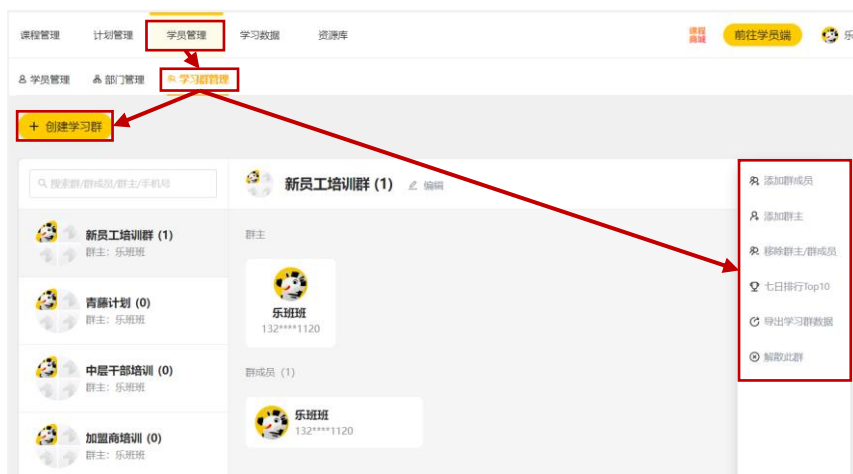 课程管理 计划管理 学员管理 学习数据 资源库 课程商城 前往学员端 乐
学员管理 部门管理 学习群管理
+ 创建学习群
搜索群/群成员/群主/手机号
新员工培训群 (1) 编辑
新员工培训群 (1)
群主：乐班班
青藤计划 (0)
群主：乐班班
中层干部培训 (0)
群主：乐班班
加盟商培训 (0)
群主：乐班班
群主
乐班班
132****1120
群成员 (1)
乐班班
132****1120
添加群成员
添加群主
移除群主/群成员
七日排行Top10
导出学习群数据
解散此群